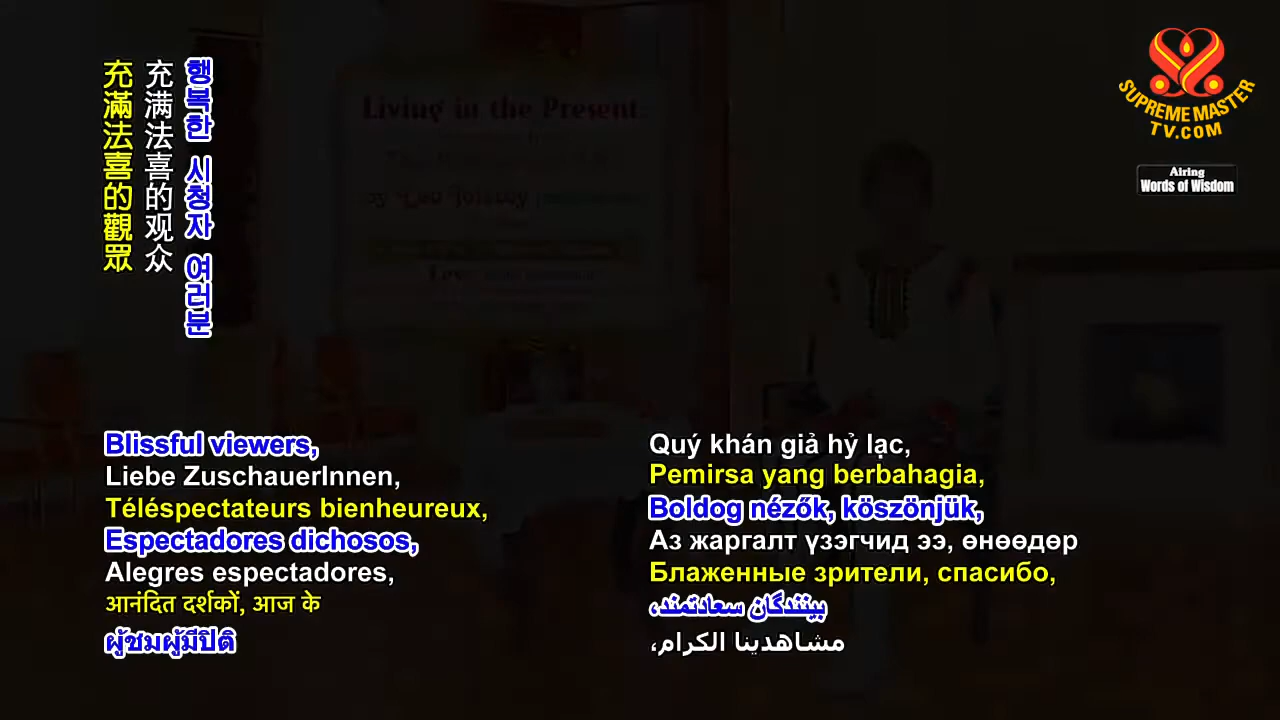 充滿法喜的觀眾
充满法喜的观众
행복한 시청자 여러분
SUPREME MASTER
TV.COM
Airing
Words of Wisdom
Living in the Present
by Leo Tolstoy
Blissful viewers,
Liebe ZuschauerInnen,
Téléspectateurs bienheureux,
Espectadores dichosos,
Alegres espectadores,
आनंदित दर्शकों, आज के
ผู้ชมผู้มีปิติ
Quý khán giả hỷ lạc,
Pemirsa yang berbahagia,
Boldog nézők, köszönjük,
Аз жаргалт үзэгчид ээ, өнөөдөр
Блаженные зрители, спасибо,
بینندگان سعادتمند،
مشاهدينا الكرام،